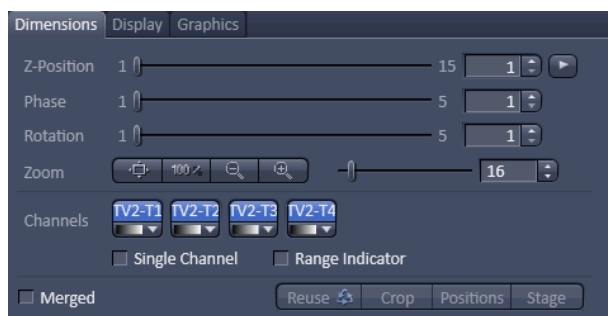 Dimensions Display Graphics
Z-Position 1 15 1
Phase 1 5 1
Rotation 1 5 1
Zoom 100 % 16
Channels TV2-T1 TV2-T2 TV2-T3 TV2-T4
Single Channel Range Indicator
Merged Reuse Crop Positions Stage